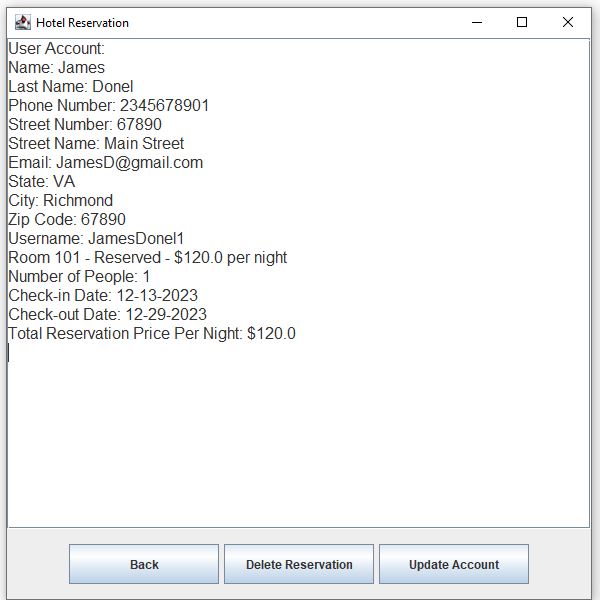 Hotel Reservation
User Account:
Name: James
Last Name: Donel
Phone Number: 2345678901
Street Number: 67890
Street Name: Main Street
Email: JamesD@gmail.com
State: VA
City: Richmond
Zip Code: 67890
Username: JamesDonel1
Room 101 - Reserved - $120.0 per night
Number of People: 1
Check-in Date: 12-13-2023
Check-out Date: 12-29-2023
Total Reservation Price Per Night: $120.0
Back Delete Reservation Update Account